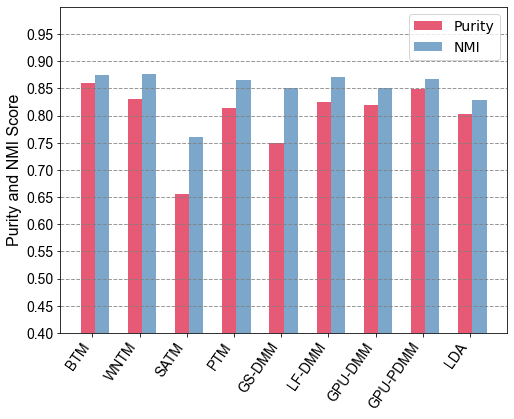 Purity
NMI
Purity and NMI Score
0.95
0.90
0.85
0.80
0.75
0.70
0.65
0.60
0.55
0.50
0.45
0.40
BTM
WNTM
SATM
PTM
GS-DMM
LF-DMM
GPU-DMM
GPU-PDMM
LDA